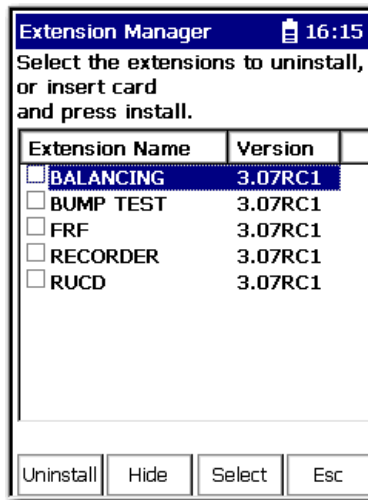 Extension Manager 16:15
Select the extensions to uninstall,
or insert card
and press install.
Extension Name Version
BALANCING 3.07RC1
BUMP TEST 3.07RC1
FRF 3.07RC1
RECORDER 3.07RC1
RUCD 3.07RC1
Uninstall Hide Select Esc